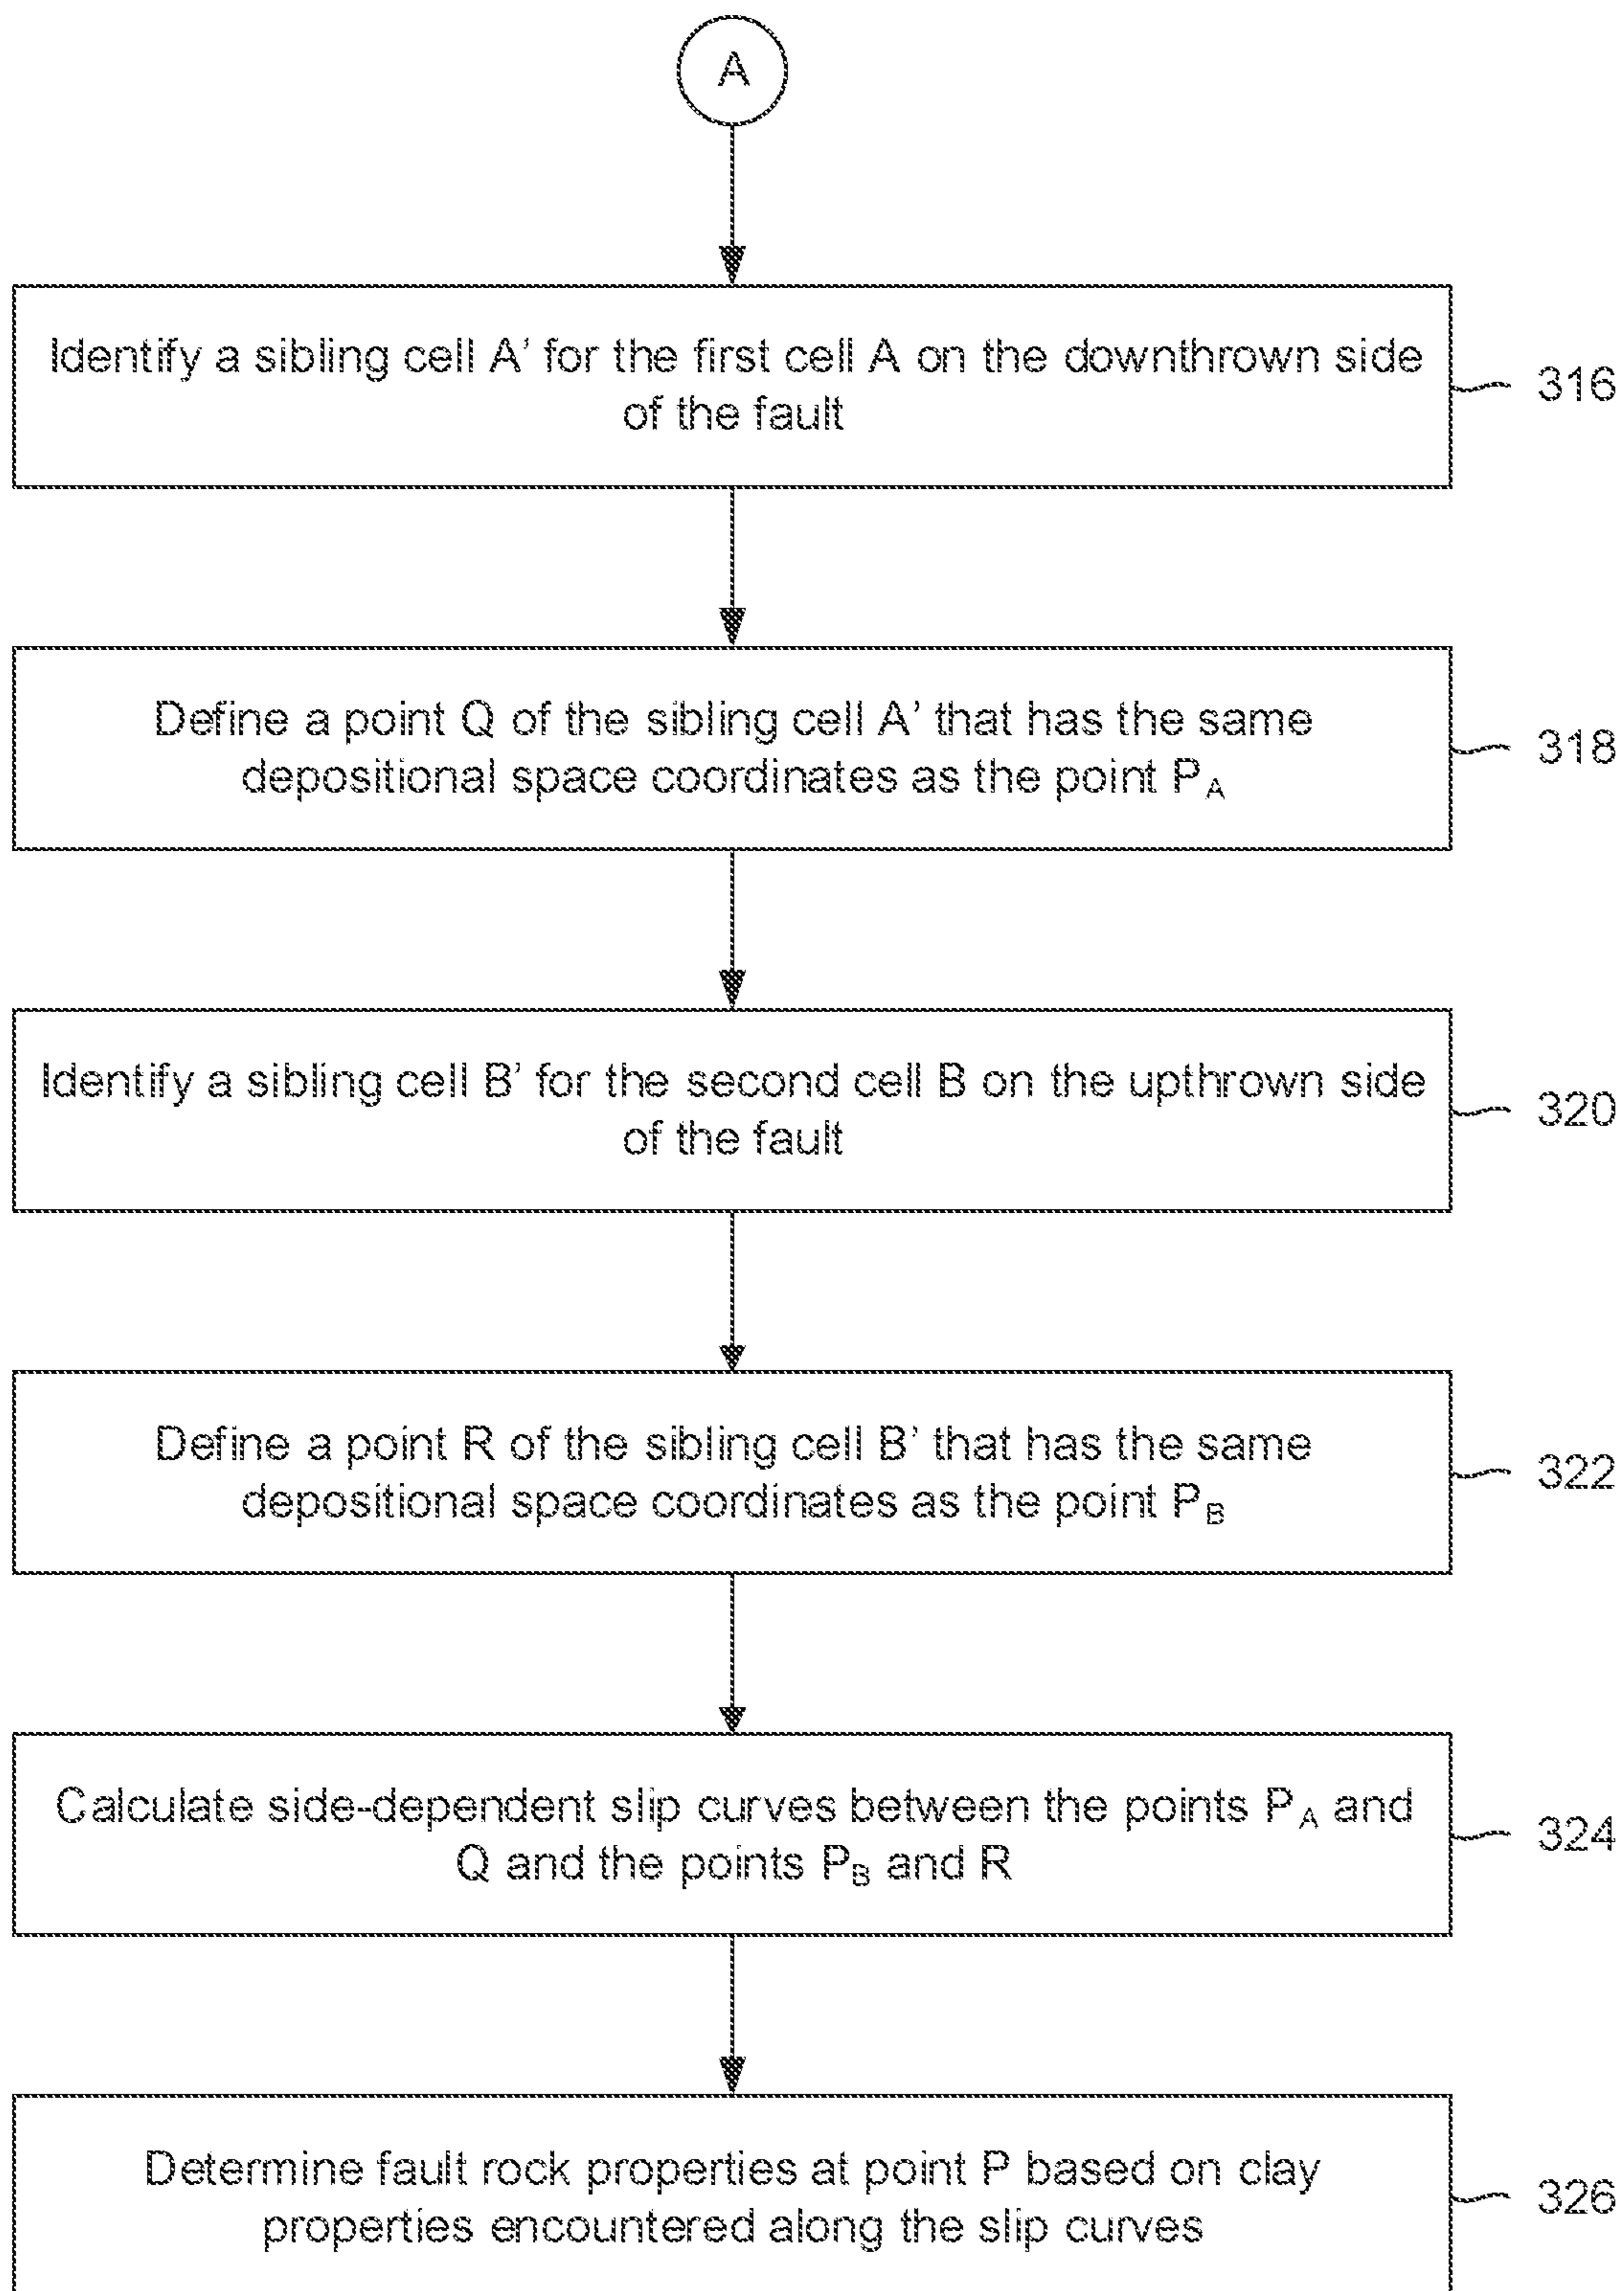 A
Identify a sibling cell A' for the first cell A on the downthrown side
of the fault
316
Define a point Q of the sibling cell A' that has the same
depositional space coordinates as the point P_A
318
Identify a sibling cell B' for the second cell B on the upthrown side
of the fault
320
Define a point R of the sibling cell B' that has the same
depositional space coordinates as the point P_B
322
Calculate side-dependent slip curves between the points P_A and
Q and the points P_B and R
324
Determine fault rock properties at point P based on clay
properties encountered along the slip curves
326